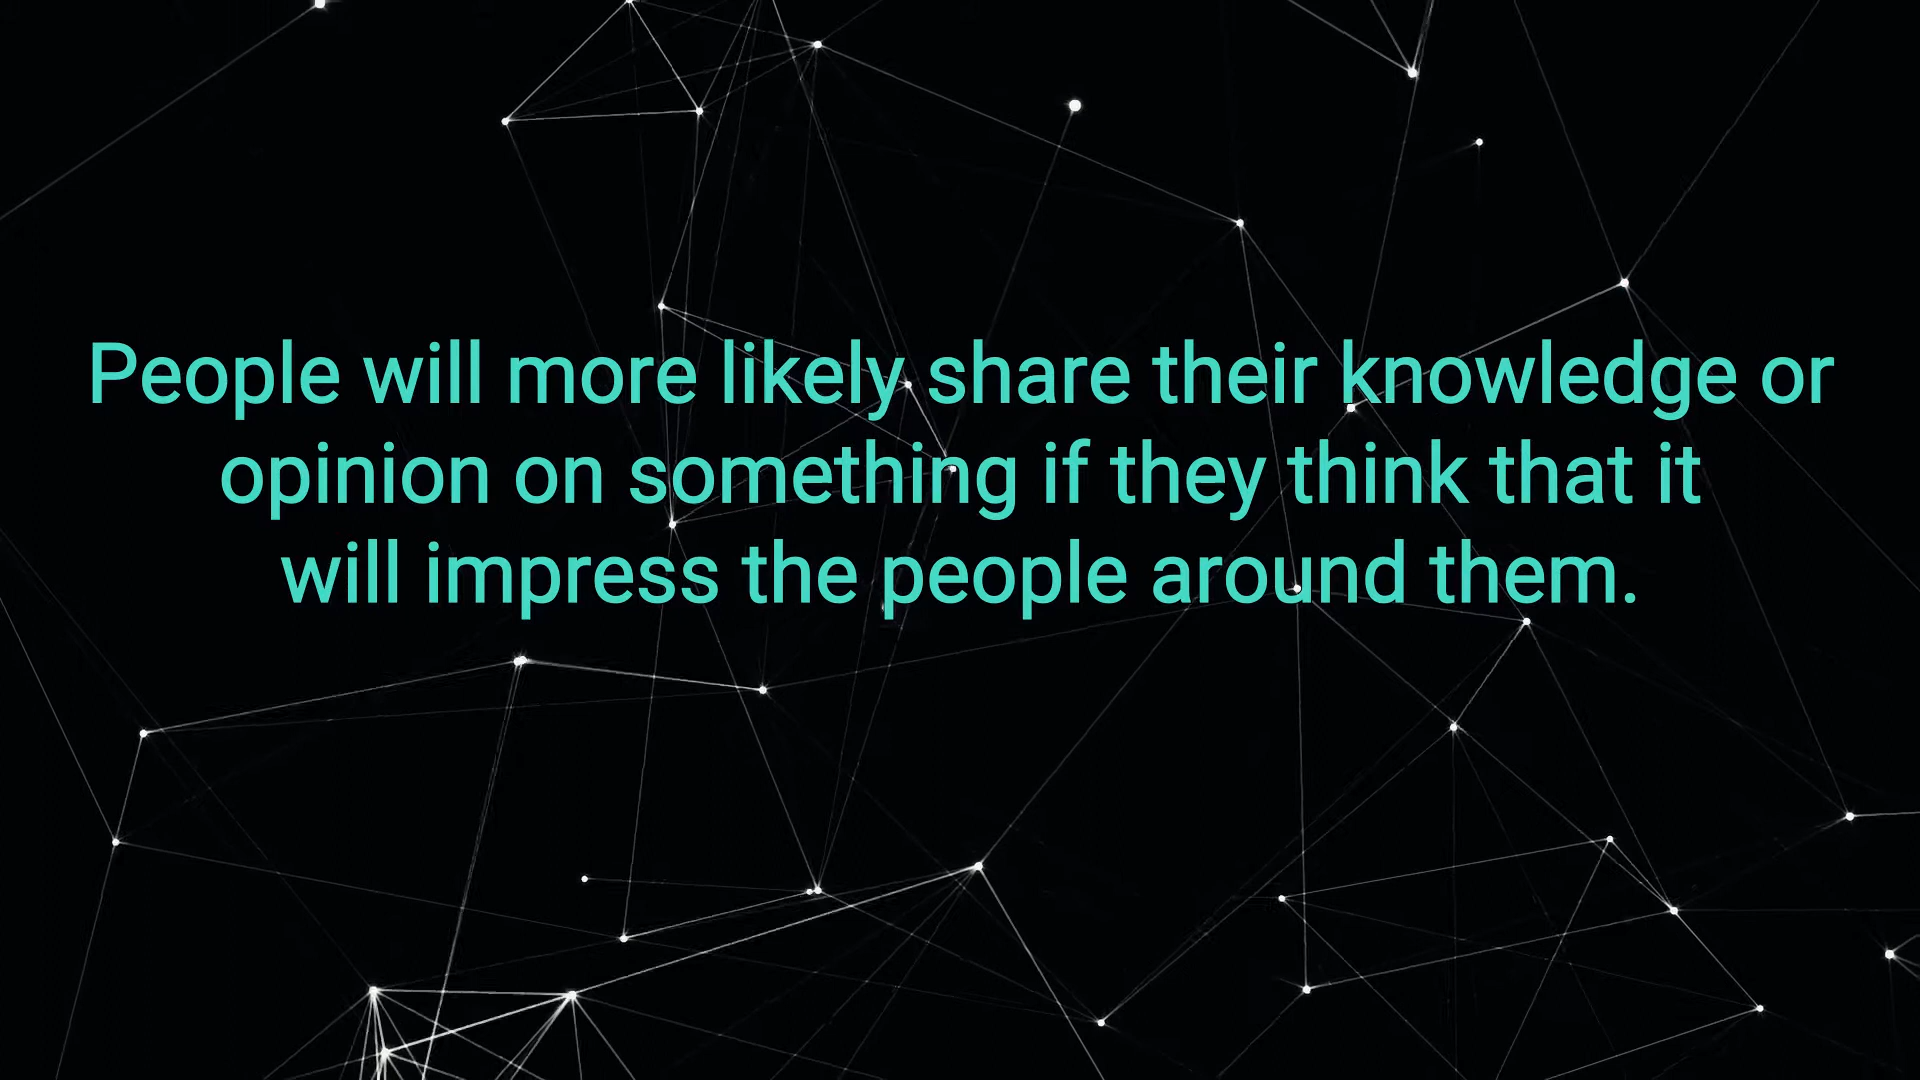 People will more likely share their knowledge or
opinion on something if they think that it
will impress the people around them.